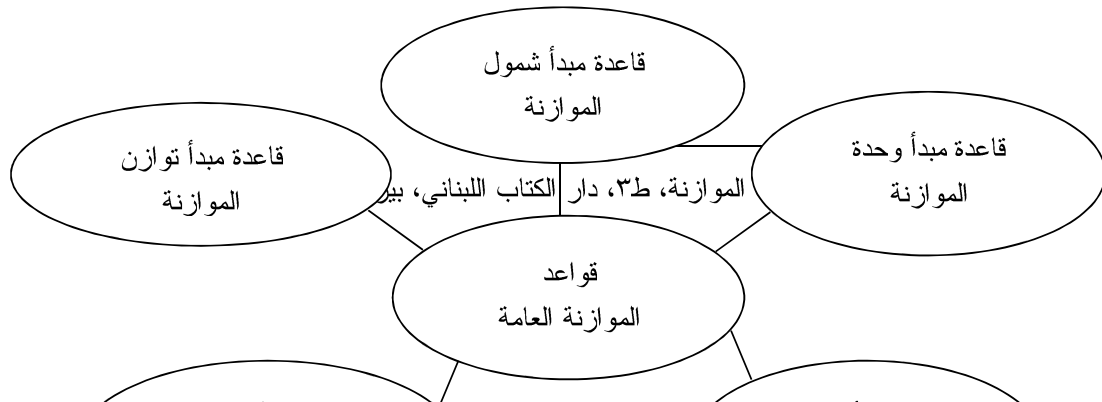 قاعدة مبدأ شمول
الموازنة
قاعدة مبدأ وحدة
الموازنة
قاعدة مبدأ توازن
الموازنة
الموازنة، ط٣، دار الكتاب اللبناني،
قواعد
الموازنة العامة